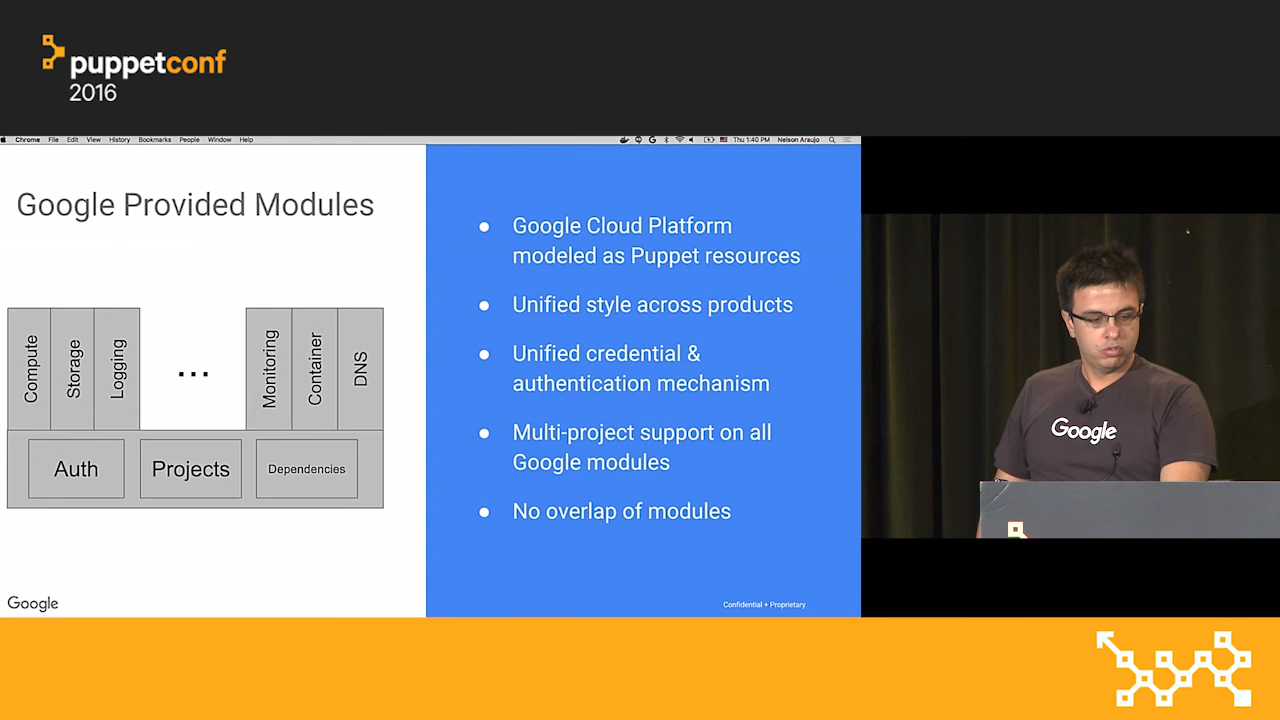 puppetconf
2016
Chrome File Edit View History Bookmarks People Window Help
Thu 1:40 PM Nelson Araujo
Google Provided Modules
Compute
Storage
Logging
...
Monitoring
Container
DNS
Auth
Projects
Dependencies
Google
● Google Cloud Platform
modeled as Puppet resources
● Unified style across products
● Unified credential &
authentication mechanism
● Multi-project support on all
Google modules
● No overlap of modules
Confidential + Proprietary
Google